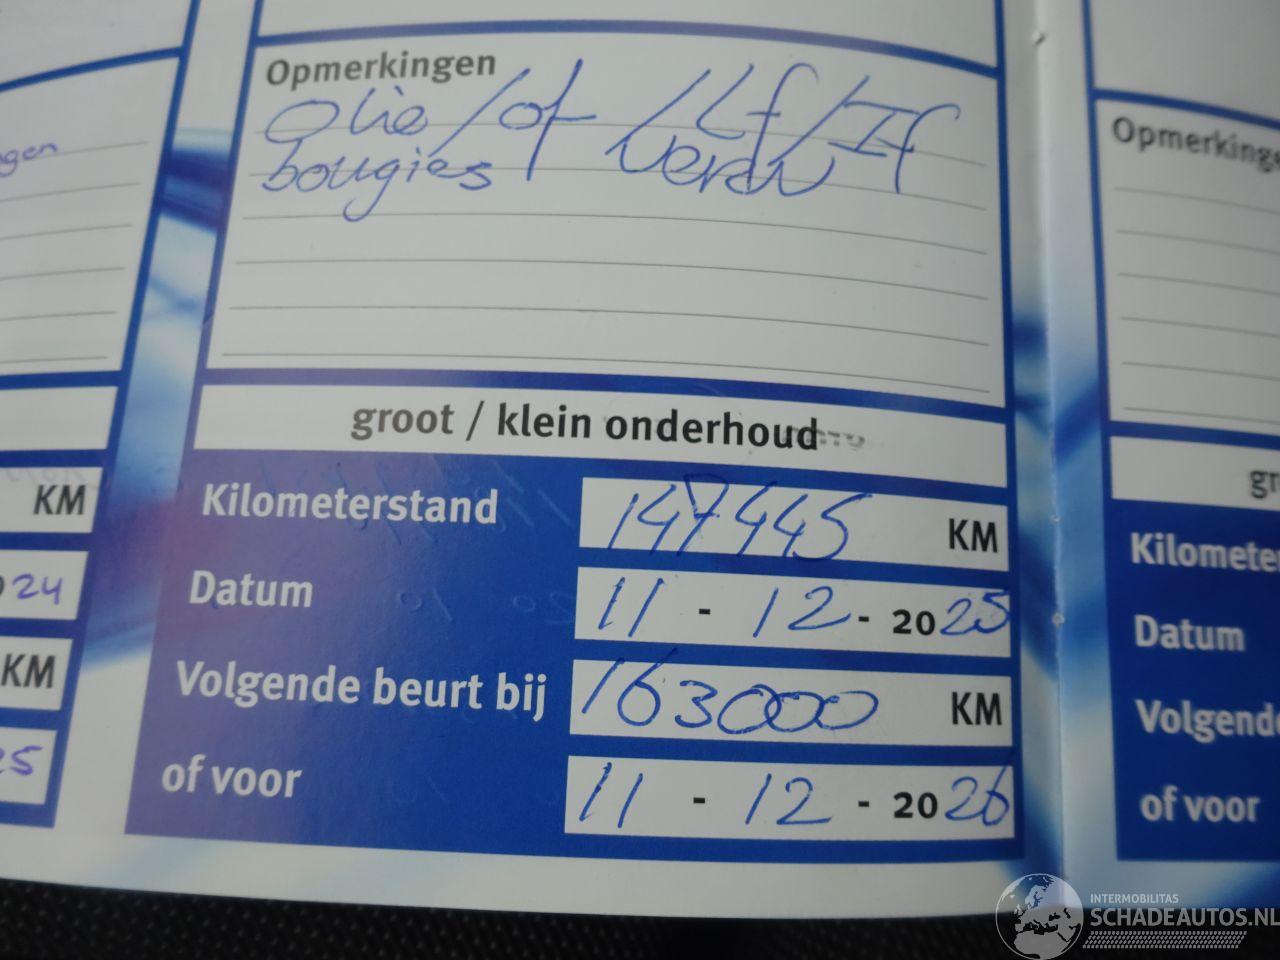 Opmerkingen
Olie / of / Lf / If
bougies
gen
groot / klein onderhoud
Kilometerstand 147445 KM
Datum 11 - 12 - 2025
Volgende beurt bij 163000 KM
of voor 11 - 12 - 2026
KM
24
KM
25
Opmerkings
gr
Kilometer
Datum
Volgende
of voor
INTERMOBILITAS
SCHADEAUTOS.NL